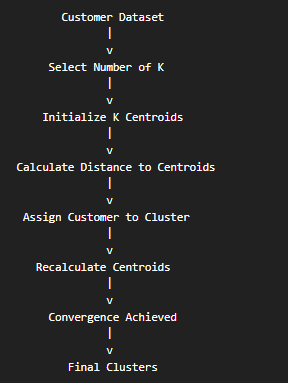 Customer Dataset
|
v
Select Number of K
|
v
Initialize K Centroids
|
v
Calculate Distance to Centroids
|
v
Assign Customer to Cluster
|
v
Recalculate Centroids
|
v
Convergence Achieved
|
v
Final Clusters